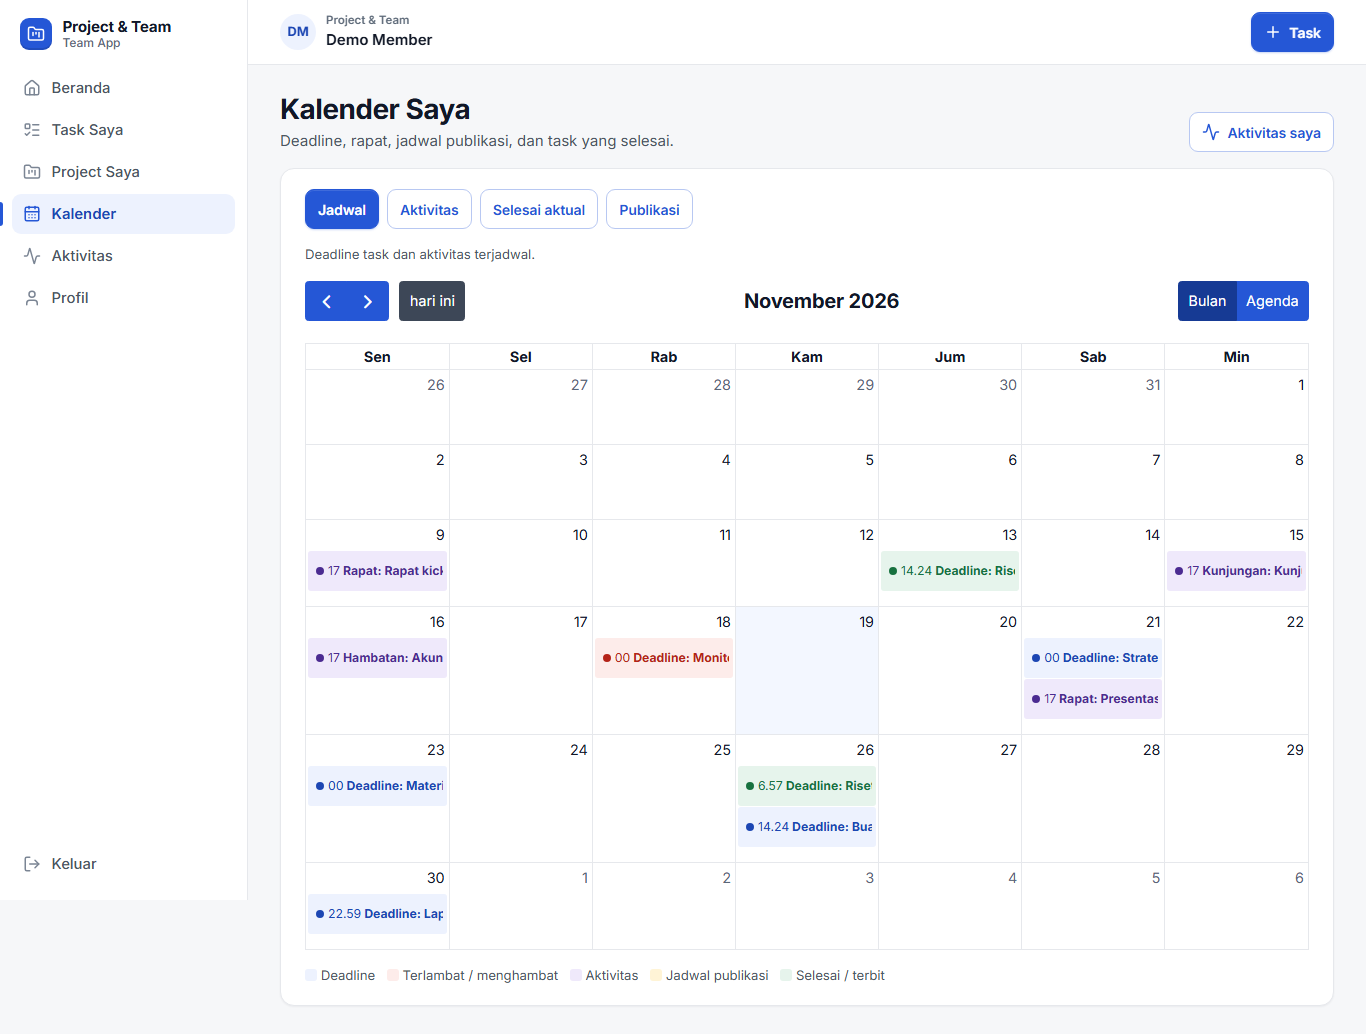 Project & Team
Team App
Beranda
Task Saya
Project Saya
Kalender
Aktivitas
Profil
Keluar
DM
Project & Team
Demo Member
+ Task
Kalender Saya
Deadline, rapat, jadwal publikasi, dan task yang selesai.
Aktivitas saya
Jadwal Aktivitas Selesai aktual Publikasi
Deadline task dan aktivitas terjadwal.
hari ini
November 2026
Bulan Agenda
Sen Sel Rab Kam Jum Sab Min
26 27 28 29 30 31 1
2 3 4 5 6 7 8
9 10 11 12 13 14 15
17 Rapat: Rapat kick
14.24 Deadline: Rise
17 Kunjungan: Kunj
16 17 18 19 20 21 22
17 Hambatan: Akun
00 Deadline: Monito
00 Deadline: Strate
17 Rapat: Presentas
23 24 25 26 27 28 29
00 Deadline: Materi
6.57 Deadline: Rise
14.24 Deadline: Bua
30 1 2 3 4 5 6
22.59 Deadline: Lap
Deadline Terlambat / menghambat Aktivitas Jadwal publikasi Selesai / terbit